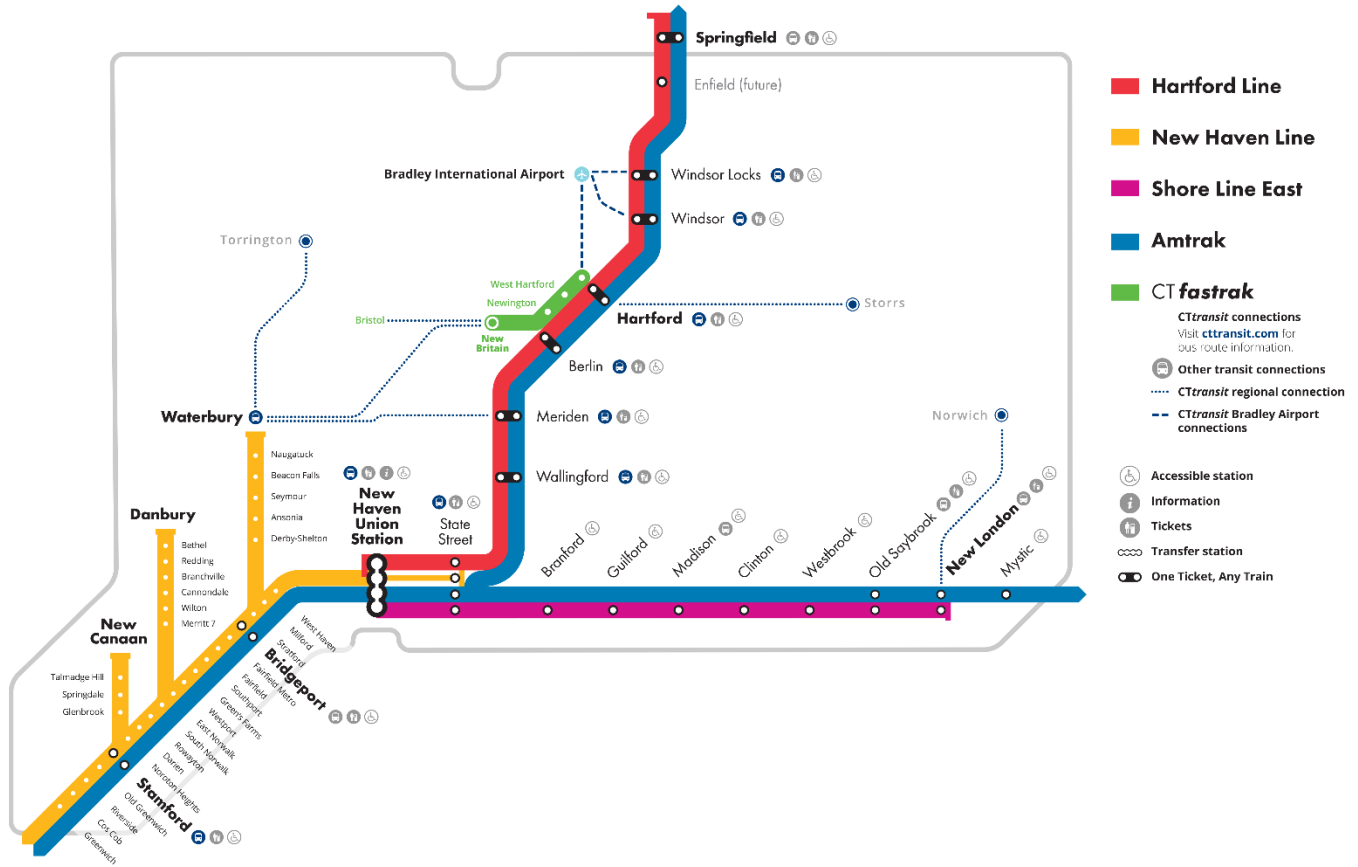 Springfield
Enfield (future)
Bradley International Airport
Windsor Locks
Windsor
Torrington
West Hartford
Newington
Bristol
New
Britain
Hartford
Storrs
Berlin
Waterbury
Meriden
Norwich
Naugatuck
Beacon Falls
Seymour
Ansonia
Derby-Shelton
Wallingford
New
Haven
Union
Station
State
Street
Danbury
Bethel
Redding
Branchville
Cannondale
Wilton
Merritt 7
Branford
Guilford
Madison
Clinton
Westbrook
Old Saybrook
New London
Mystic
New
Canaan
Talmadge Hill
Springdale
Glenbrook
West Haven
Milford
Stratford
Bridgeport
Fairfield Metro
Fairfield
Southport
Green's Farms
Westport
East Norwalk
South Norwalk
Rowayton
Darien
Noroton Heights
Stamford
Old Greenwich
Riverside
Cos Cob
Greenwich
Hartford Line
New Haven Line
Shore Line East
Amtrak
CT fastrak
CTtransit connections
Visit cttransit.com for
bus route information.
Other transit connections
CTtransit regional connection
CTtransit Bradley Airport
connections
Accessible station
i Information
Tickets
Transfer station
One Ticket, Any Train